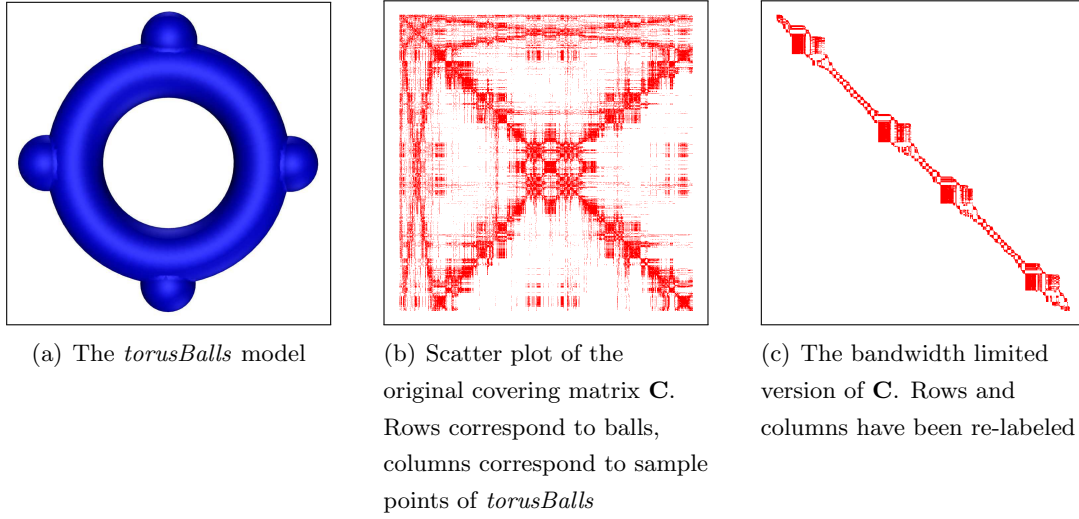 (a) The torusBalls model
(b) Scatter plot of the
original covering matrix C.
Rows correspond to balls,
columns correspond to sample
points of torusBalls
(c) The bandwidth limited
version of C. Rows and
columns have been re-labeled